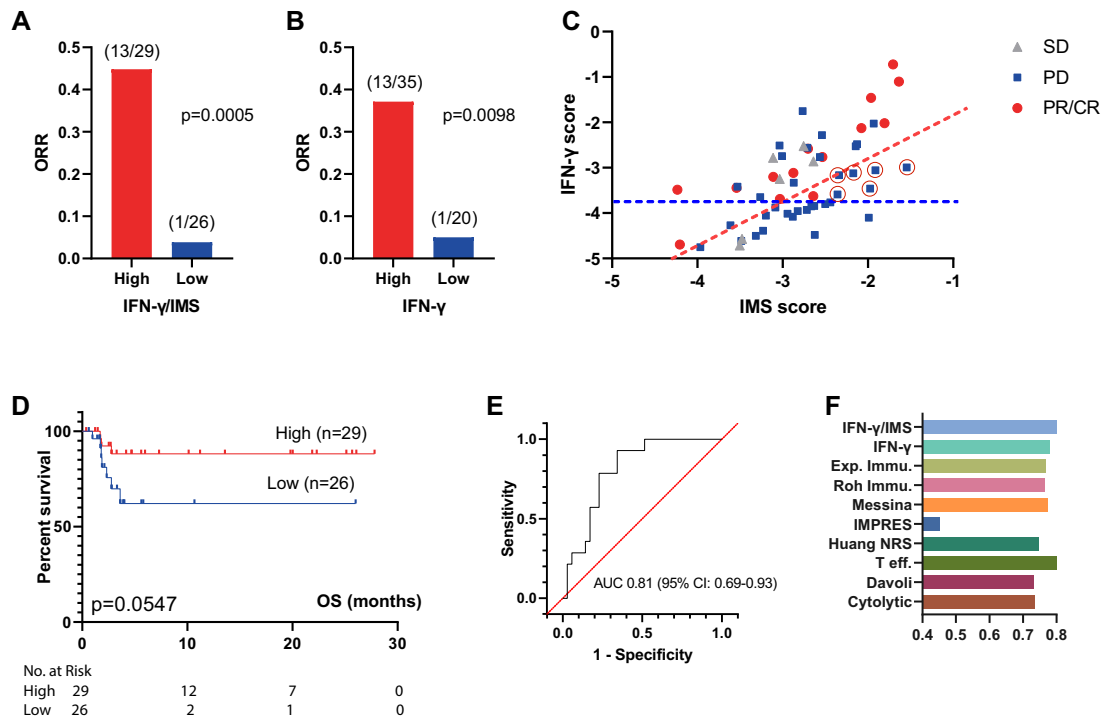 A
ORR
0.5
0.4
0.3
0.2
0.1
0.0
(13/29)
p=0.0005
(1/26)
High Low
IFN-γ/IMS
B
ORR
0.5
0.4
0.3
0.2
0.1
0.0
(13/35)
p=0.0098
(1/20)
High Low
IFN-γ
C
IFN-γ score
0
-1
-2
-3
-4
-5
-5 -4 -3 -2 -1
IMS score
SD
PD
PR/CR
D
Percent survival
100
50
0
High (n=29)
Low (n=26)
p=0.0547
OS (months)
0 10 20 30
No. at Risk
High 29 12 7 0
Low 26 2 1 0
E
Sensitivity
1.0
0.5
0.0
AUC 0.81 (95% CI: 0.69-0.93)
0.0 0.5 1.0
1 - Specificity
F
IFN-γ/IMS
IFN-γ
Exp. Immu.
Roh Immu.
Messina
IMPRES
Huang NRS
T eff.
Davoli
Cytolytic
0.4 0.5 0.6 0.7 0.8